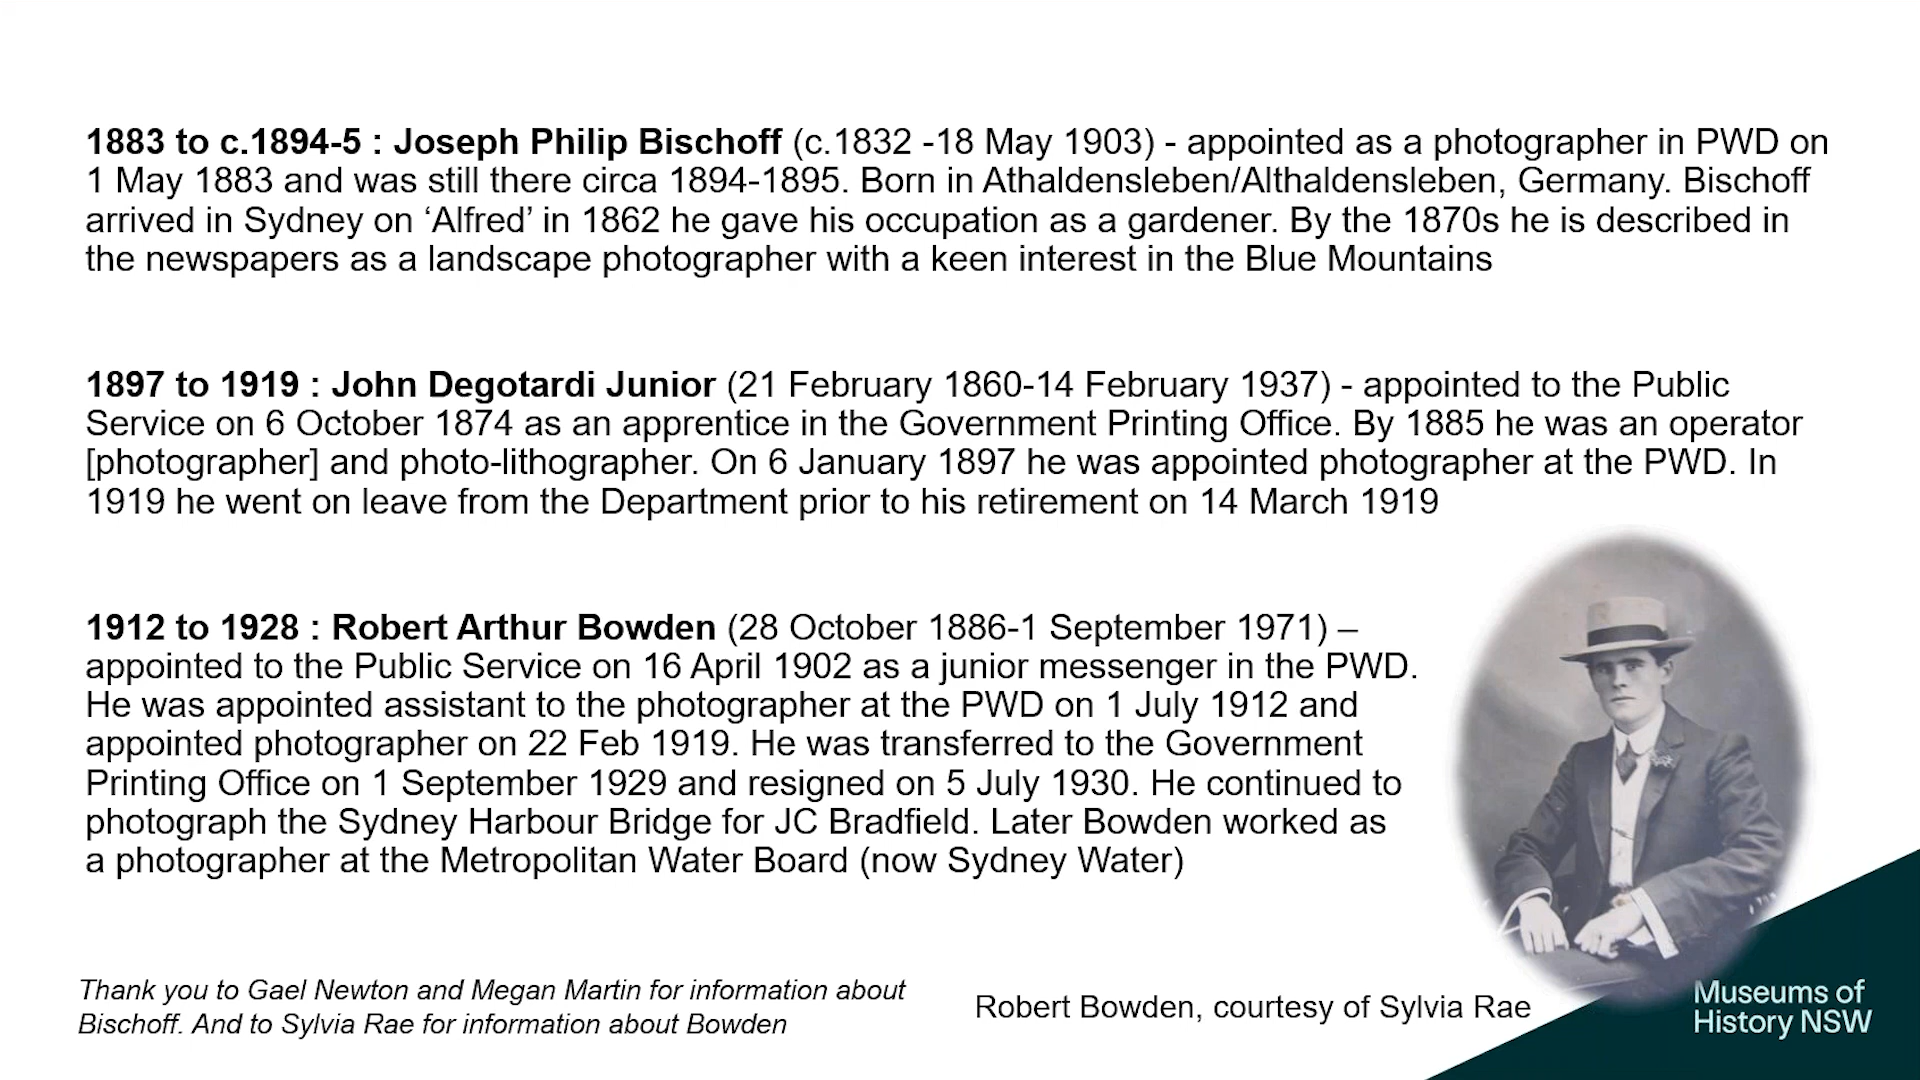 1883 to c.1894-5 : Joseph Philip Bischoff (c.1832 -18 May 1903) - appointed as a photographer in PWD on
1 May 1883 and was still there circa 1894-1895. Born in Athaldensleben/Althaldensleben, Germany. Bischoff
arrived in Sydney on ‘Alfred’ in 1862 he gave his occupation as a gardener. By the 1870s he is described in
the newspapers as a landscape photographer with a keen interest in the Blue Mountains
1897 to 1919 : John Degotardi Junior (21 February 1860-14 February 1937) - appointed to the Public
Service on 6 October 1874 as an apprentice in the Government Printing Office. By 1885 he was an operator
[photographer] and photo-lithographer. On 6 January 1897 he was appointed photographer at the PWD. In
1919 he went on leave from the Department prior to his retirement on 14 March 1919
1912 to 1928 : Robert Arthur Bowden (28 October 1886-1 September 1971) –
appointed to the Public Service on 16 April 1902 as a junior messenger in the PWD.
He was appointed assistant to the photographer at the PWD on 1 July 1912 and
appointed photographer on 22 Feb 1919. He was transferred to the Government
Printing Office on 1 September 1929 and resigned on 5 July 1930. He continued to
photograph the Sydney Harbour Bridge for JC Bradfield. Later Bowden worked as
a photographer at the Metropolitan Water Board (now Sydney Water)
Thank you to Gael Newton and Megan Martin for information about
Bischoff. And to Sylvia Rae for information about Bowden
Robert Bowden, courtesy of Sylvia Rae
Museums of
History NSW